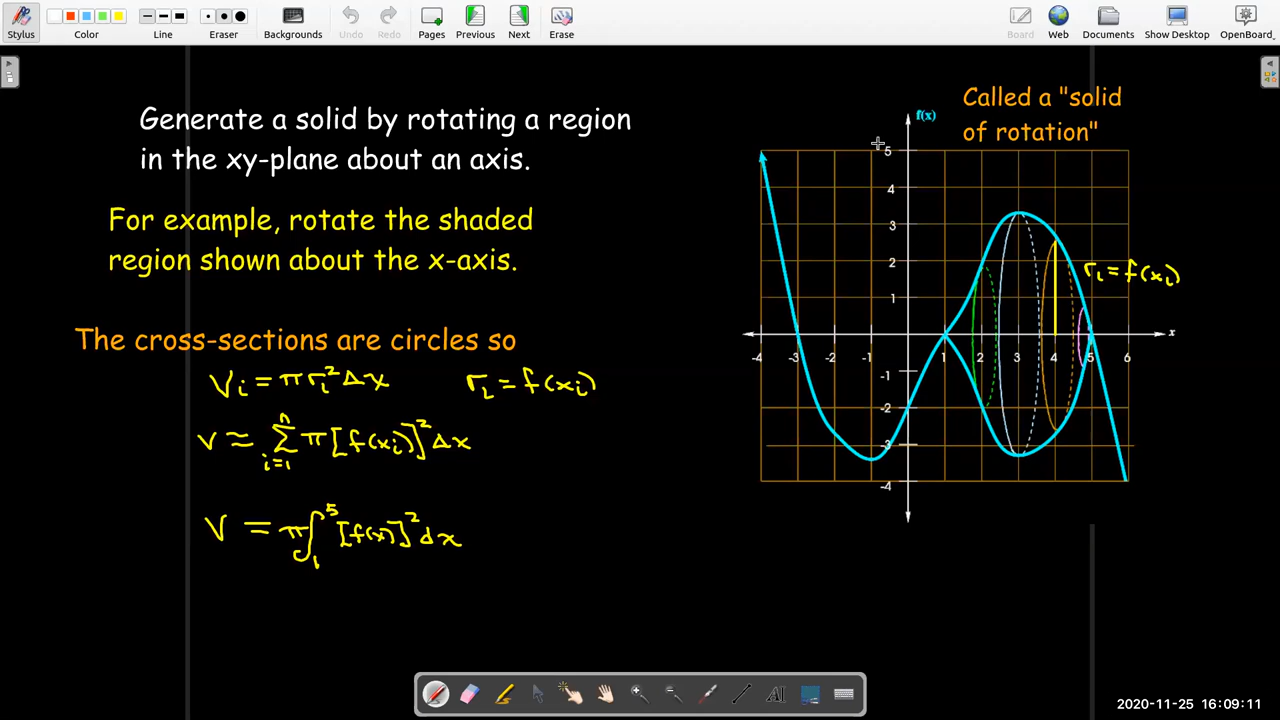 Stylus Color Line Eraser Backgrounds Undo Redo Pages Previous Next Erase Board Web Documents Show Desktop OpenBoard
Called a "solid
of rotation"
Generate a solid by rotating a region
in the xy-plane about an axis.
For example, rotate the shaded
region shown about the x-axis.
The cross-sections are circles so
Vi = πri²Δx ri = f(xi)
V ≈ Σ i=1 n π[f(xi)]²Δx
V = π∫₁⁵ [f(x)]²Δx
f(x)
5
4
3
2
1
-4 -3 -2 -1 1 2 3 4 5 6 x
-1
-2
-3
-4
ri = f(xi)
AI
2020-11-25 16:09:11